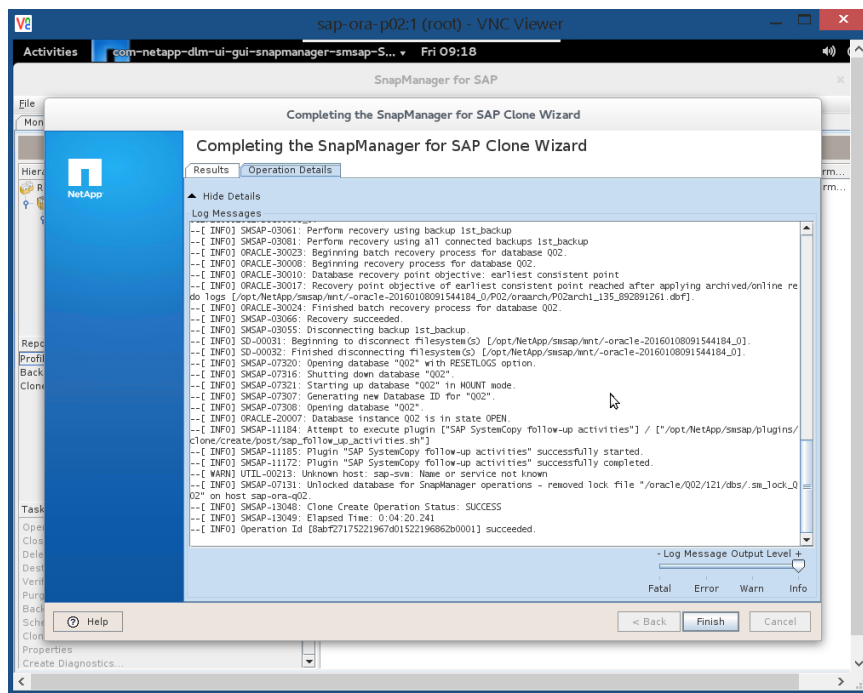 sap-ora-p02:1 (root) - VNC Viewer
Activities com-netapp-dlm-ui-gui-snapmanager-smsap-S... Fri 09:18
SnapManager for SAP
File
Mon
Completing the SnapManager for SAP Clone Wizard
Completing the SnapManager for SAP Clone Wizard
Results Operation Details
Hiera
NetApp
Hide Details
Log Messages
--[ INFO] SMSAP-03061: Perform recovery using backup 1st_backup
--[ INFO] SMSAP-03081: Perform recovery using all connected backups 1st_backup
--[ INFO] ORACLE-30023: Beginning batch recovery process for database Q02.
--[ INFO] ORACLE-30008: Beginning recovery process for database Q02.
--[ INFO] ORACLE-30010: Database recovery point objective: earliest consistent point
--[ INFO] ORACLE-30017: Recovery point objective of earliest consistent point reached after applying archived/online re
do logs [/opt/NetApp/smsap/mnt/-oracle-20160108091544184_0/P02/oraarch/P02arch1_135_892891261.dbf].
--[ INFO] ORACLE-30024: Finished batch recovery process for database Q02.
--[ INFO] SMSAP-03066: Recovery succeeded.
--[ INFO] SMSAP-03055: Disconnecting backup 1st_backup.
--[ INFO] SD-00031: Beginning to disconnect filesystem(s) [/opt/NetApp/smsap/mnt/-oracle-20160108091544184_0].
--[ INFO] SD-00032: Finished disconnecting filesystem(s) [/opt/NetApp/smsap/mnt/-oracle-20160108091544184_0].
--[ INFO] SMSAP-07320: Opening database "Q02" with RESETLOGS option.
--[ INFO] SMSAP-07316: Shutting down database "Q02".
--[ INFO] SMSAP-07321: Starting up database "Q02" in MOUNT mode.
--[ INFO] SMSAP-07307: Generating new Database ID for "Q02".
--[ INFO] SMSAP-07308: Opening database "Q02".
--[ INFO] ORACLE-20007: Database instance Q02 is in state OPEN.
--[ INFO] SMSAP-11184: Attempt to execute plugin ["SAP SystemCopy follow-up activities"] / ["/opt/NetApp/smsap/plugins/
clone/create/post/sap_follow_up_activities.sh"]
--[ INFO] SMSAP-11185: Plugin "SAP SystemCopy follow-up activities" successfully started.
--[ INFO] SMSAP-11172: Plugin "SAP SystemCopy follow-up activities" successfully completed.
--[ WARN] UTIL-00213: Unknown host: sap-svm: Name or service not known
--[ INFO] SMSAP-07131: Unlocked database for SnapManager operations - removed lock file "/oracle/Q02/121/dbs/.sm_lock_Q
02" on host sap-ora-q02.
--[ INFO] SMSAP-13048: Clone Create Operation Status: SUCCESS
--[ INFO] SMSAP-13049: Elapsed Time: 0:04:20.241
--[ INFO] Operation Id [8abf27175221967d01522196862b0001] succeeded.
- Log Message Output Level +
Fatal Error Warn Info
Help < Back Finish Cancel
R
rm...
rm...
Repo
Profil
Back
Clone
Task
Oper
Clos
Dele
Dest
Verif
Purg
Back
Sche
Clon
Properties
Create Diagnostics...